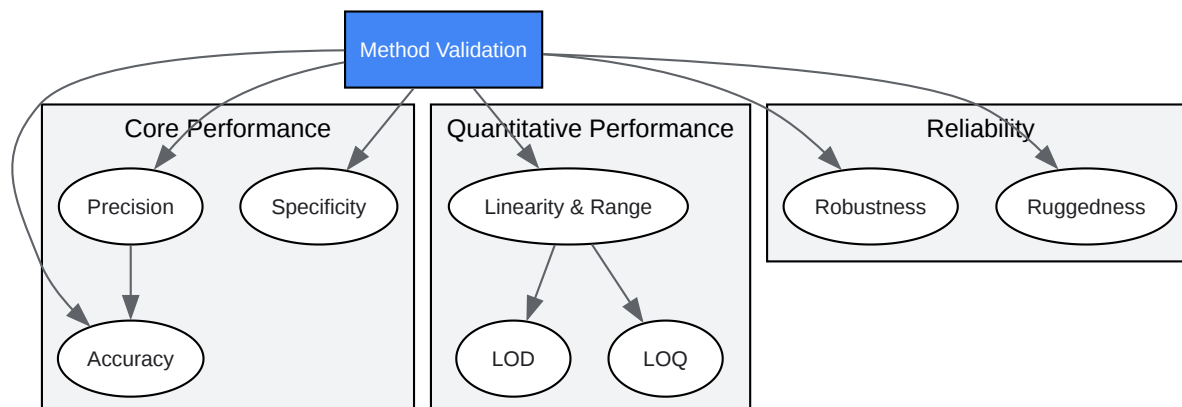 Method Validation
Core Performance
Quantitative Performance
Reliability
Precision
Specificity
Linearity & Range
Robustness
Ruggedness
Accuracy
LOD
LOQ